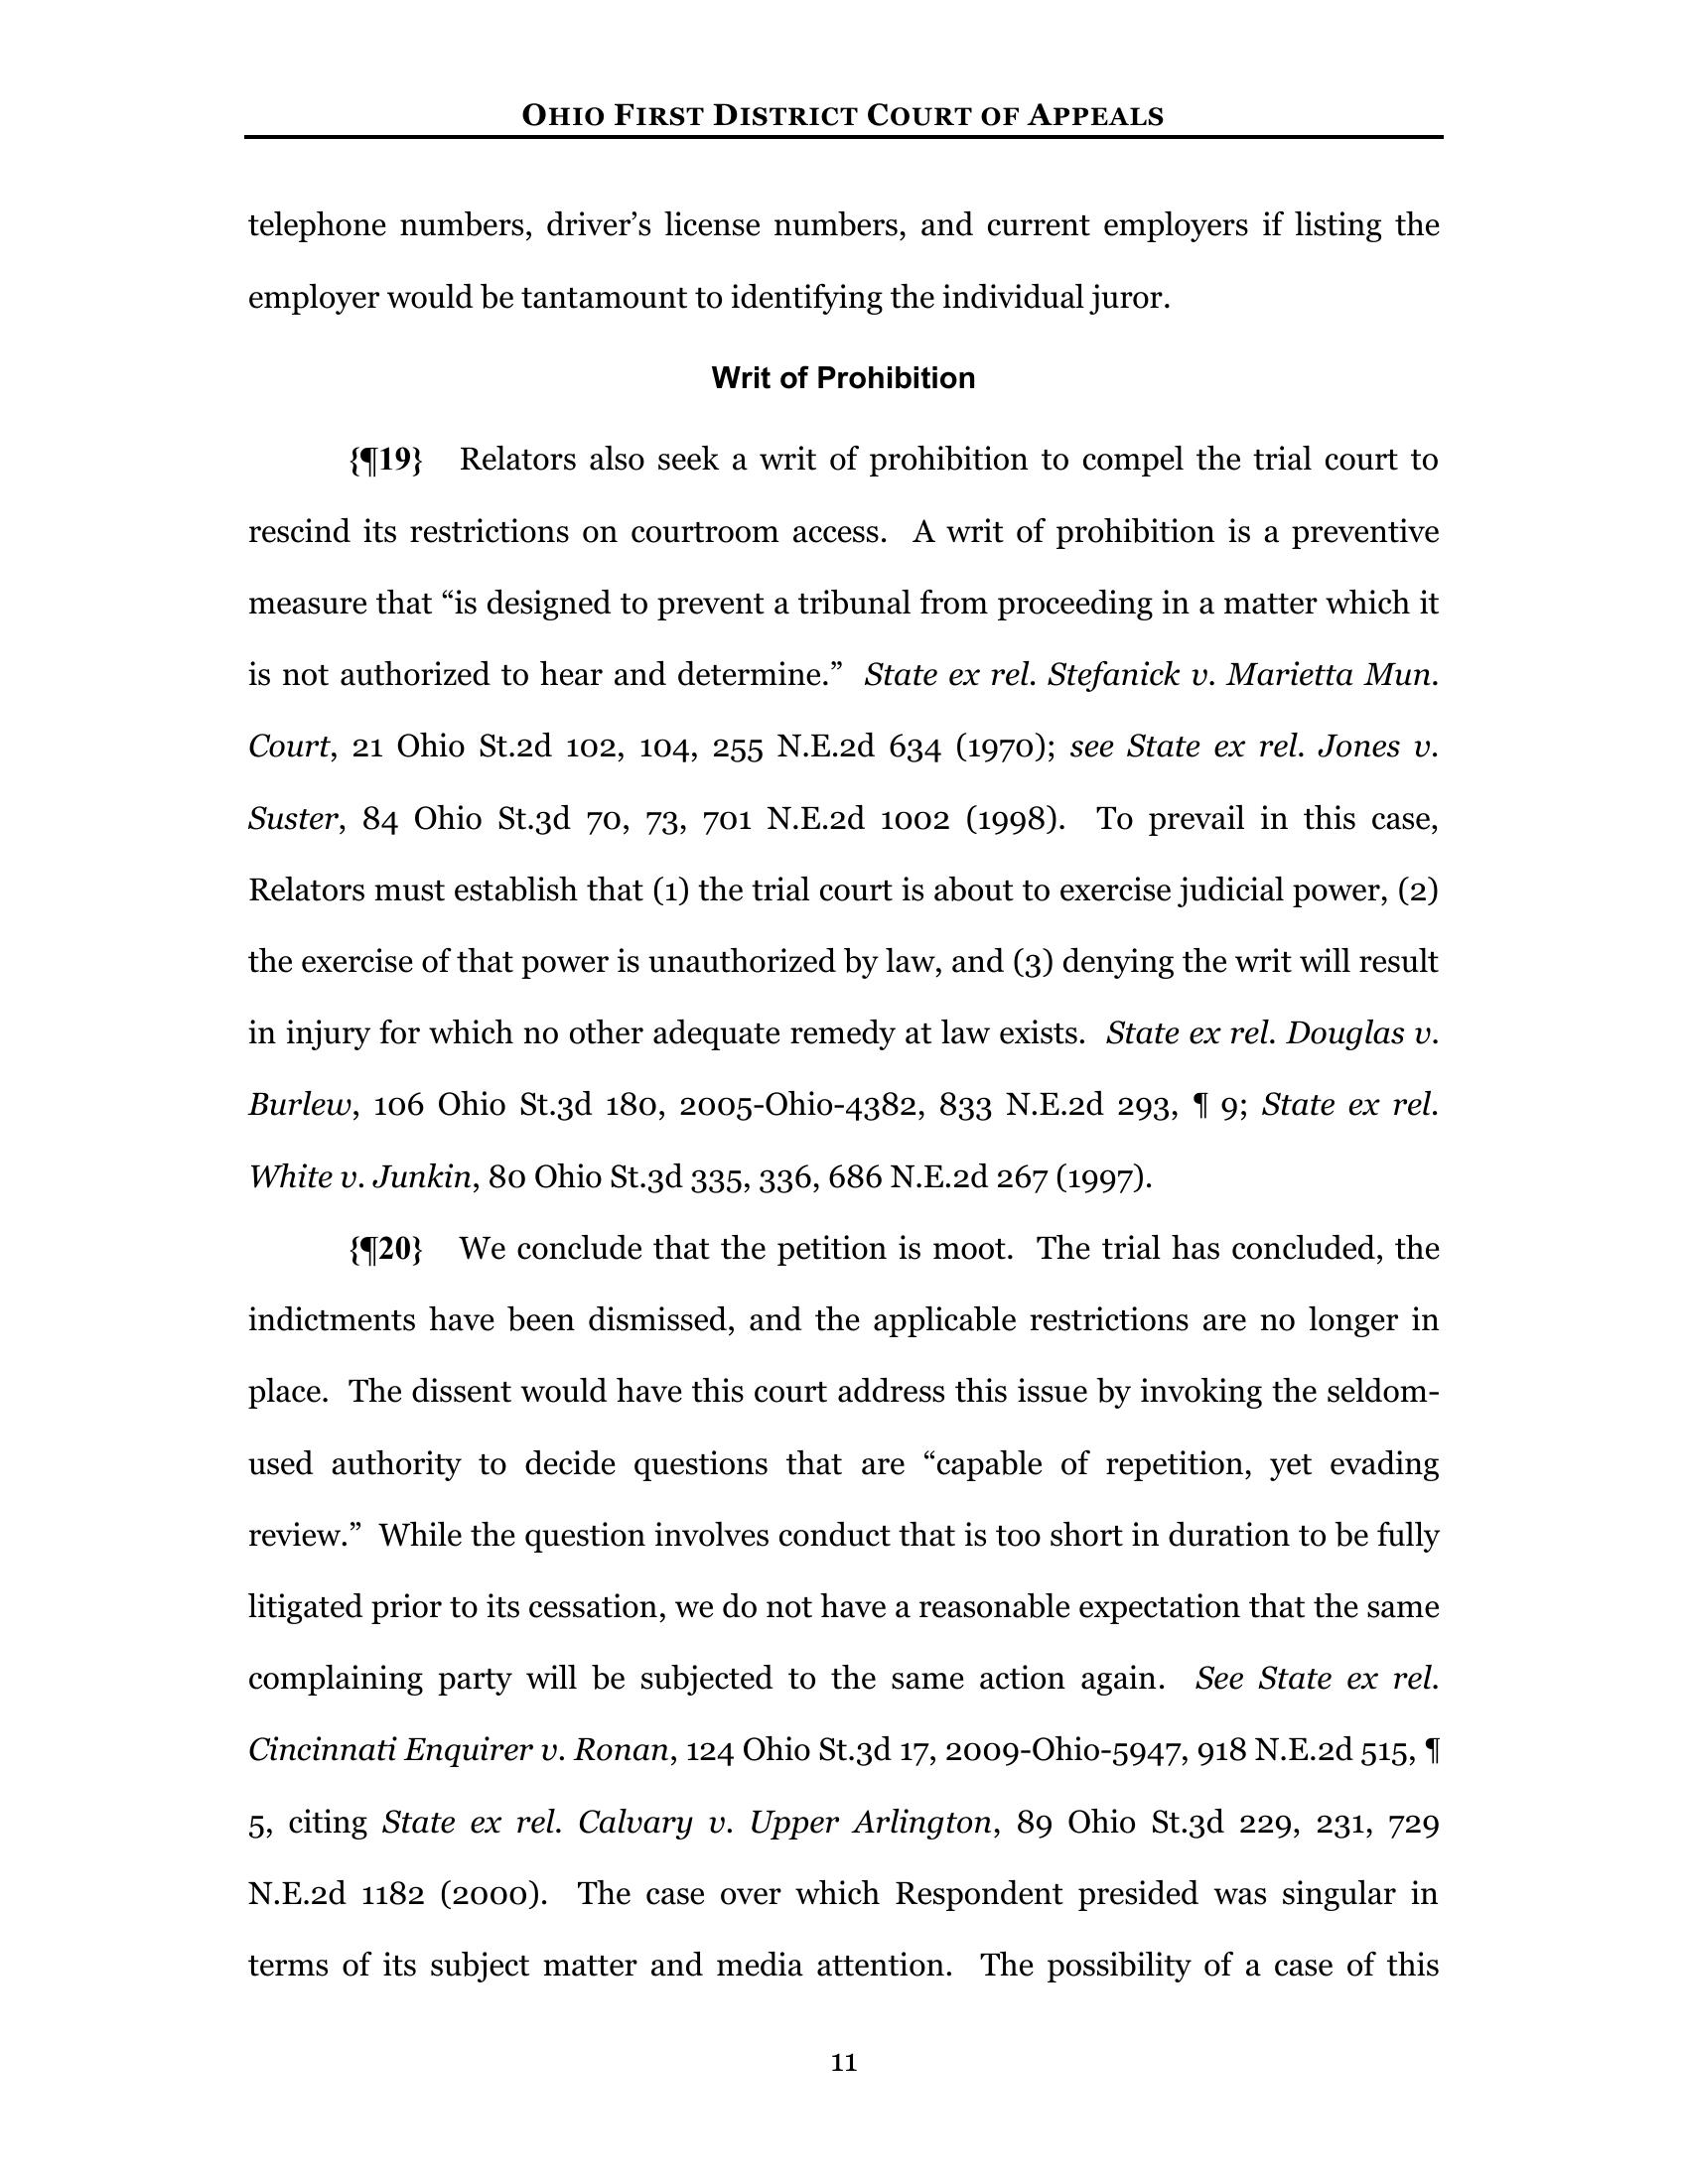 OHIO FIRST DISTRICT COURT OF APPEALS
telephone numbers, driver’s license numbers, and current employers if listing the
employer would be tantamount to identifying the individual juror.
Writ of Prohibition
{¶19} Relators also seek a writ of prohibition to compel the trial court to
rescind its restrictions on courtroom access. A writ of prohibition is a preventive
measure that “is designed to prevent a tribunal from proceeding in a matter which it
is not authorized to hear and determine.” State ex rel. Stefanick v. Marietta Mun.
Court, 21 Ohio St.2d 102, 104, 255 N.E.2d 634 (1970); see State ex rel. Jones v.
Suster, 84 Ohio St.3d 70, 73, 701 N.E.2d 1002 (1998). To prevail in this case,
Relators must establish that (1) the trial court is about to exercise judicial power, (2)
the exercise of that power is unauthorized by law, and (3) denying the writ will result
in injury for which no other adequate remedy at law exists. State ex rel. Douglas v.
Burlew, 106 Ohio St.3d 180, 2005-Ohio-4382, 833 N.E.2d 293, ¶ 9; State ex rel.
White v. Junkin, 80 Ohio St.3d 335, 336, 686 N.E.2d 267 (1997).
{¶20} We conclude that the petition is moot. The trial has concluded, the
indictments have been dismissed, and the applicable restrictions are no longer in
place. The dissent would have this court address this issue by invoking the seldom-
used authority to decide questions that are “capable of repetition, yet evading
review.” While the question involves conduct that is too short in duration to be fully
litigated prior to its cessation, we do not have a reasonable expectation that the same
complaining party will be subjected to the same action again. See State ex rel.
Cincinnati Enquirer v. Ronan, 124 Ohio St.3d 17, 2009-Ohio-5947, 918 N.E.2d 515, ¶
5, citing State ex rel. Calvary v. Upper Arlington, 89 Ohio St.3d 229, 231, 729
N.E.2d 1182 (2000). The case over which Respondent presided was singular in
terms of its subject matter and media attention. The possibility of a case of this
11